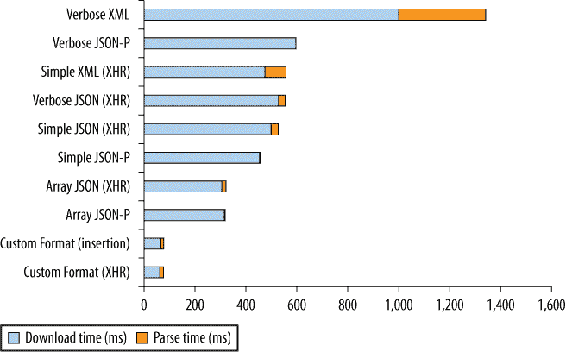 Verbose XML
Verbose JSON-P
Simple XML (XHR)
Verbose JSON (XHR)
Simple JSON (XHR)
Simple JSON-P
Array JSON (XHR)
Array JSON-P
Custom Format (insertion)
Custom Format (XHR)
0 200 400 600 800 1,000 1,200 1,400 1,600
Download time (ms) Parse time (ms)